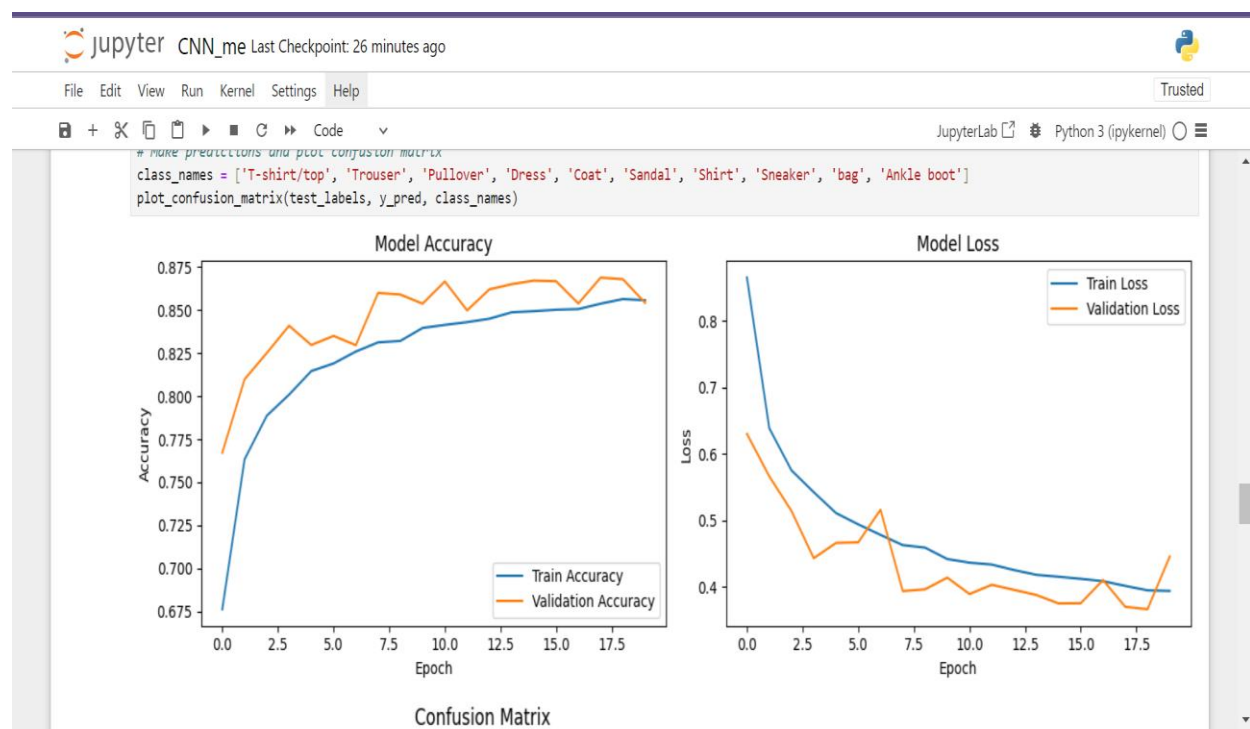 jupyter CNN_me Last Checkpoint: 26 minutes ago
File Edit View Run Kernel Settings Help
Trusted
Code
JupyterLab Python 3 (ipykernel)
# Make predictions and plot confusion matrix
class_names = ['T-shirt/top', 'Trouser', 'Pullover', 'Dress', 'Coat', 'Sandal', 'Shirt', 'Sneaker', 'bag', 'Ankle boot']
plot_confusion_matrix(test_labels, y_pred, class_names)
Model Accuracy
0.875
0.850
0.825
0.800
0.775
0.750
0.725
0.700
0.675
Accuracy
Train Accuracy
Validation Accuracy
0.0 2.5 5.0 7.5 10.0 12.5 15.0 17.5
Epoch
Model Loss
Train Loss
Validation Loss
0.8
0.7
0.6
0.5
0.4
Loss
0.0 2.5 5.0 7.5 10.0 12.5 15.0 17.5
Epoch
Confusion Matrix